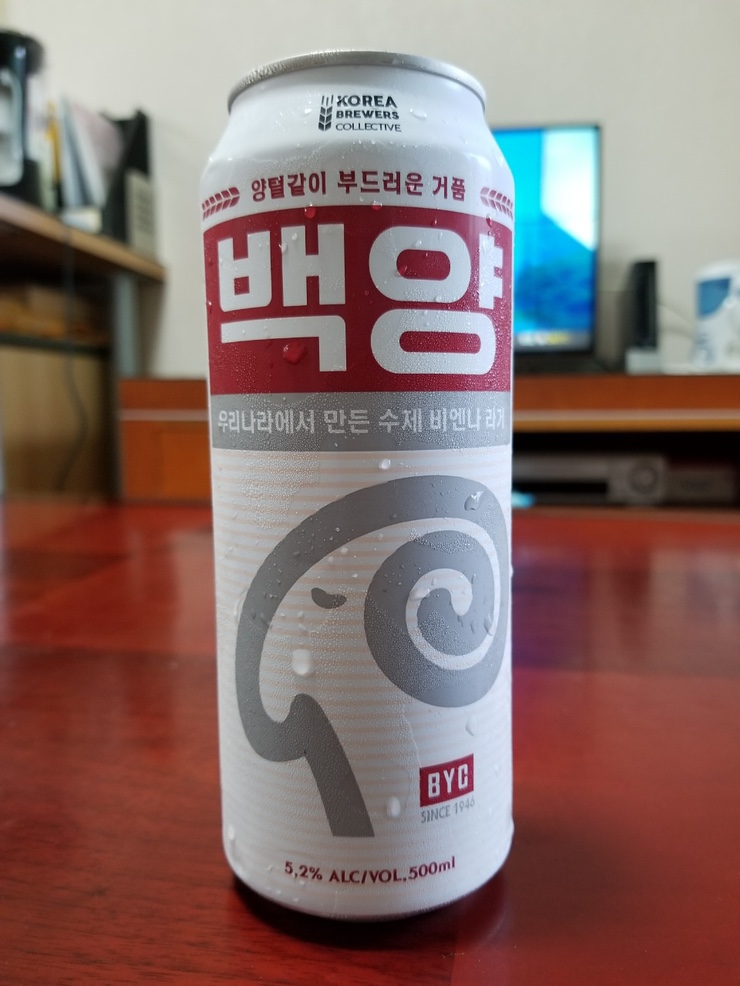 KOREA
BREWERS
COLLECTIVE
양털같이 부드러운 거품
백양
우리나라에서 만든 수제 비엔나 라거
BYC
SINCE 1946
5.2% ALC/VOL.500ml